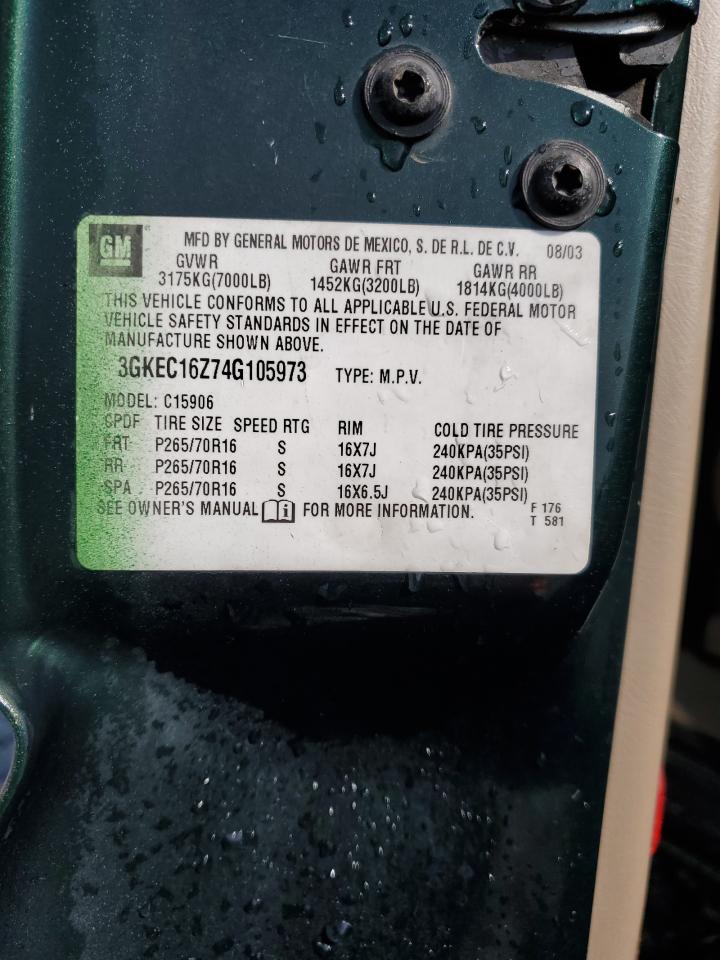 GM MFD BY GENERAL MOTORS DE MEXICO, S. DE R.L. DE C.V. 08/03
GVWR GAWR FRT GAWR RR
3175KG(7000LB) 1452KG(3200LB) 1814KG(4000LB)
THIS VEHICLE CONFORMS TO ALL APPLICABLE U.S. FEDERAL MOTOR
VEHICLE SAFETY STANDARDS IN EFFECT ON THE DATE OF
MANUFACTURE SHOWN ABOVE.
3GKEC16Z74G105973 TYPE: M.P.V.
MODEL: C15906
SPDF TIRE SIZE SPEED RTG RIM COLD TIRE PRESSURE
FRT P265/70R16 S 16X7J 240KPA(35PSI)
RR P265/70R16 S 16X7J 240KPA(35PSI)
SPA P265/70R16 S 16X6.5J 240KPA(35PSI)
SEE OWNER'S MANUAL i FOR MORE INFORMATION. F 176
T 581